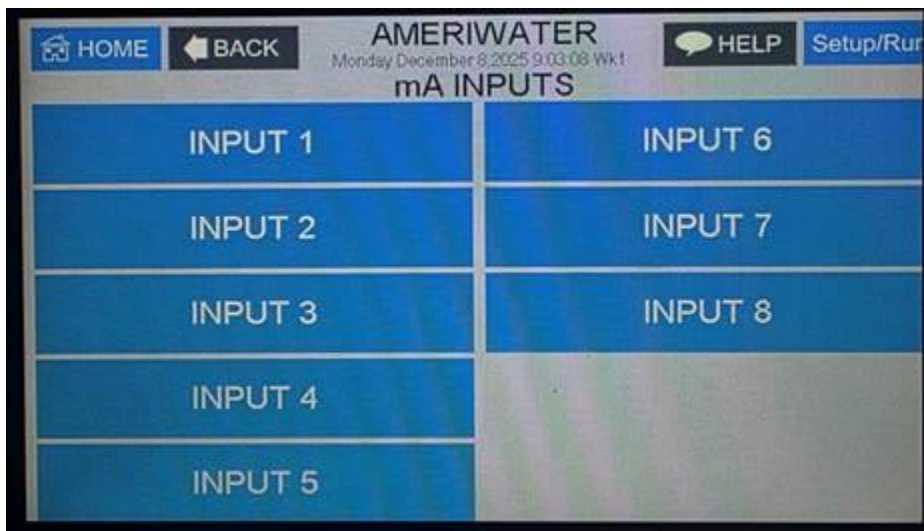 HOME BACK AMERIWATER HELP Setup/Run
Monday December 8,2025 9:03:08 Wk1
mA INPUTS
INPUT 1
INPUT 2
INPUT 3
INPUT 4
INPUT 5
INPUT 6
INPUT 7
INPUT 8